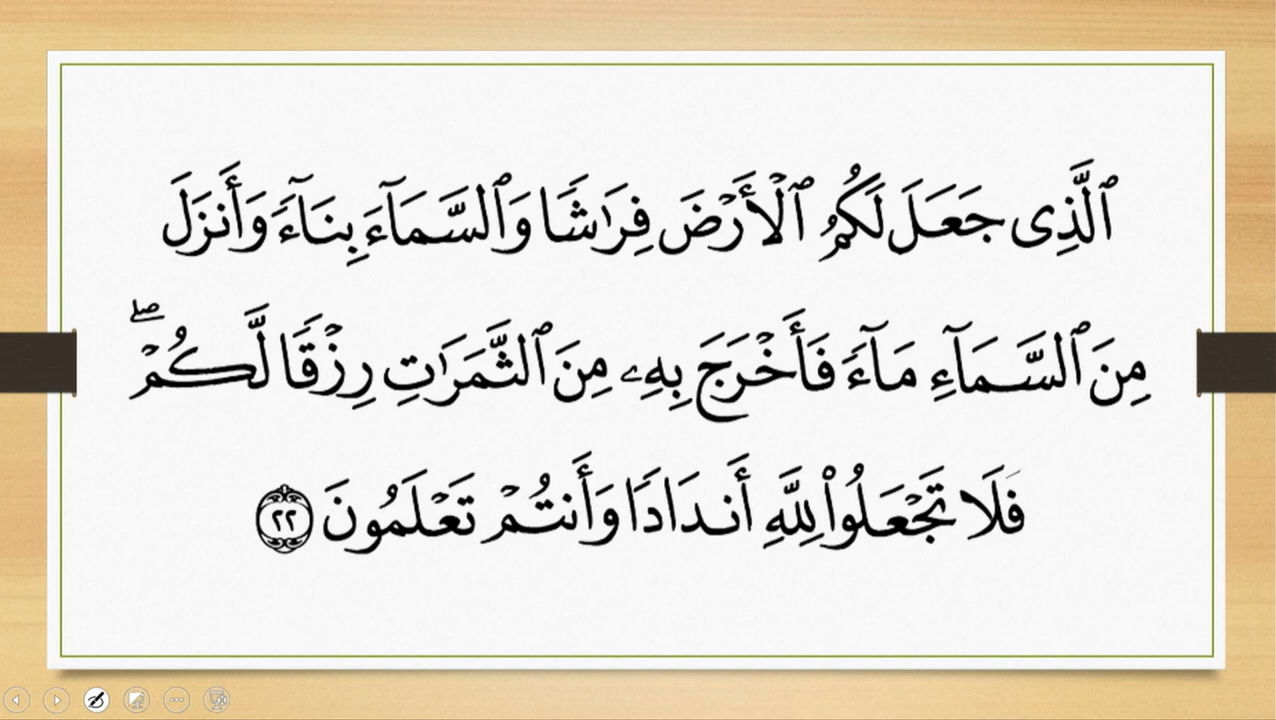 ٱلَّذِى جَعَلَ لَكُمُ ٱلْأَرْضَ فِرَٰشًا وَٱلسَّمَآءَ بِنَآءً وَأَنزَلَ
مِنَ ٱلسَّمَآءِ مَآءً فَأَخْرَجَ بِهِۦ مِنَ ٱلثَّمَرَٰتِ رِزْقًا لَّكُمْ ۖ
فَلَا تَجْعَلُوا۟ لِلَّهِ أَندَادًا وَأَنتُمْ تَعْلَمُونَ ٢٢